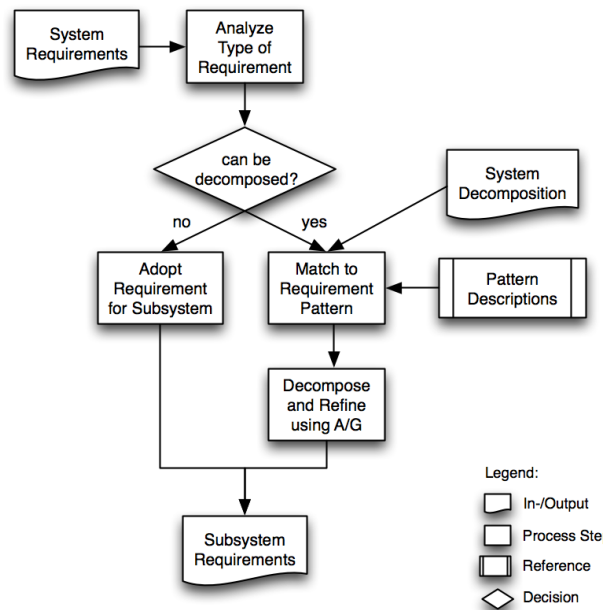 System
Requirements
Analyze
Type of
Requirement
can be
decomposed?
System
Decomposition
no
yes
Adopt
Requirement
for Subsystem
Match to
Requirement
Pattern
Pattern
Descriptions
Decompose
and Refine
using A/G
Subsystem
Requirements
Legend:
In-/Output
Process Ste
Reference
Decision